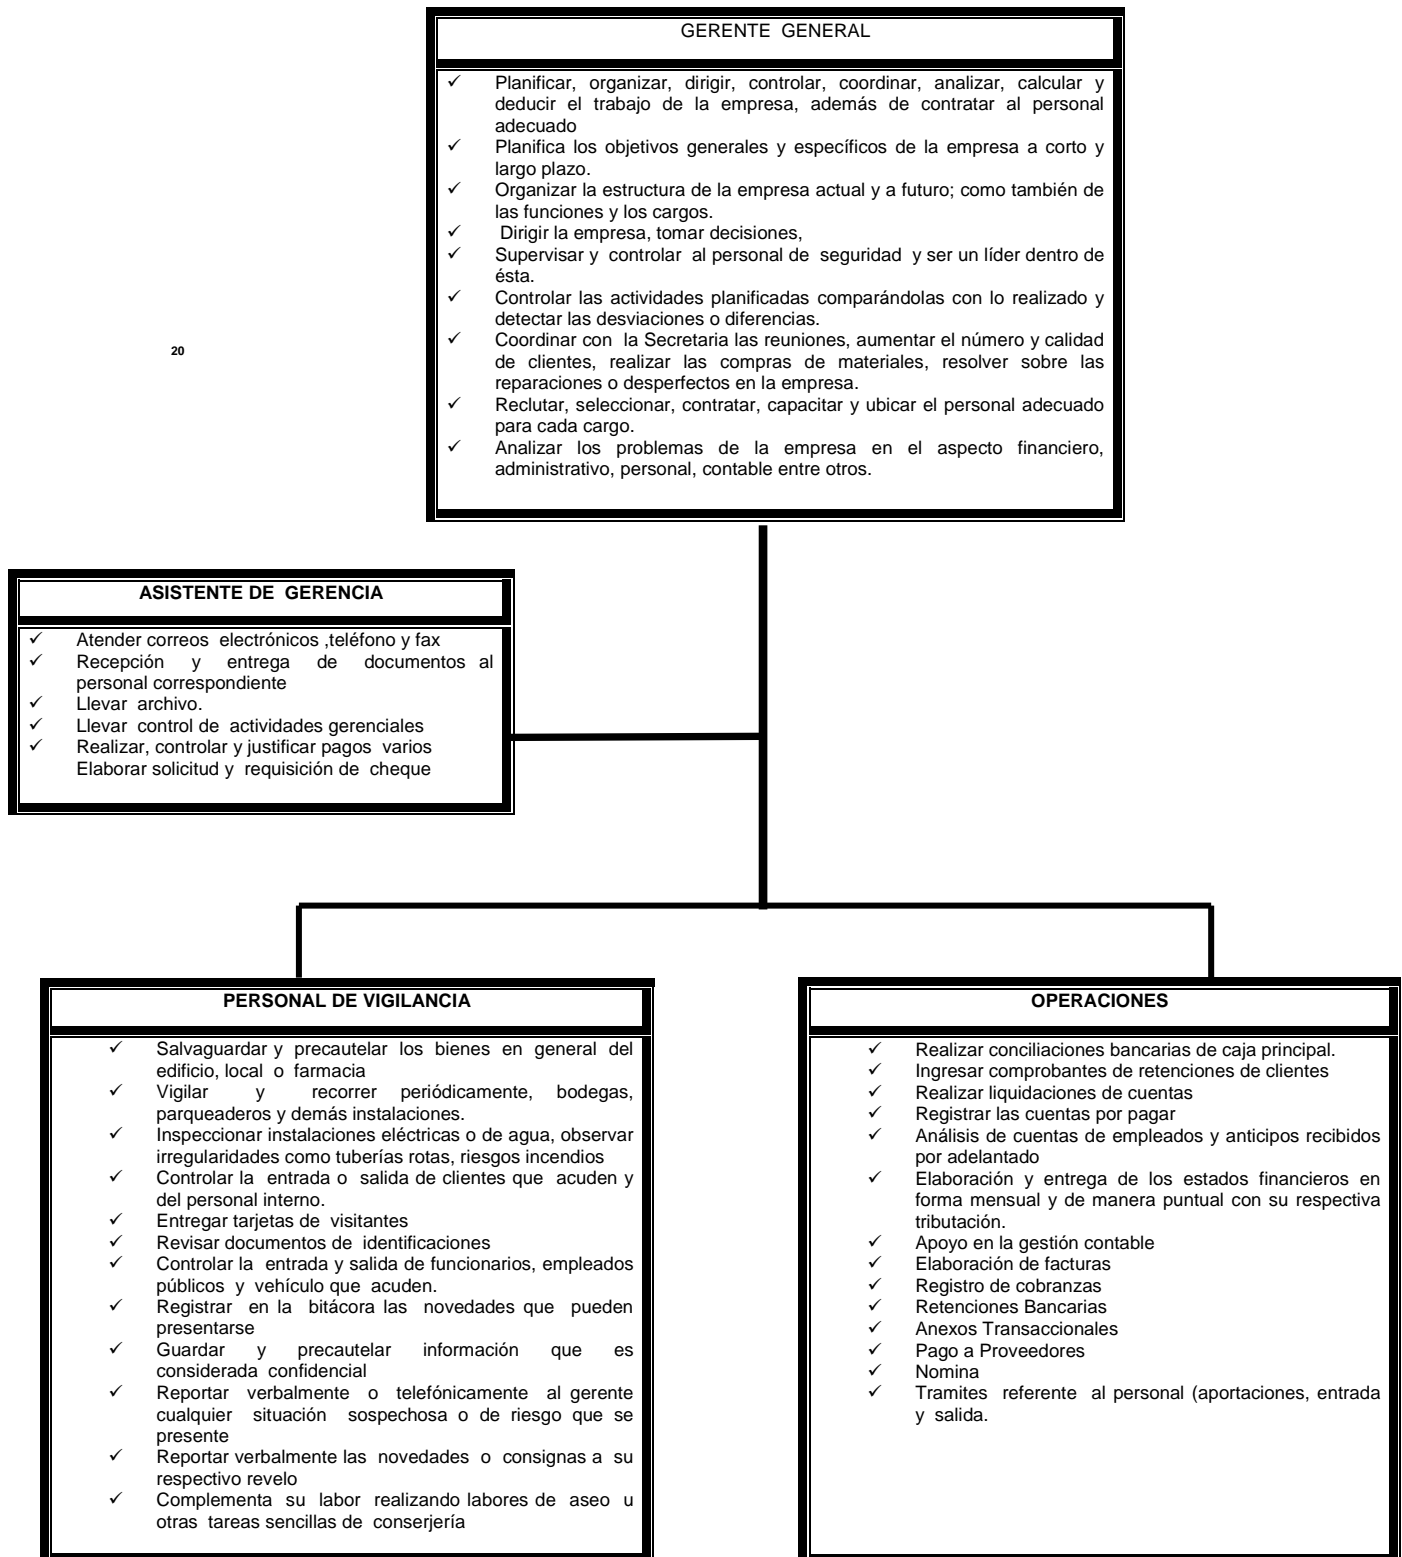 GERENTE GENERAL
✓ Planificar, organizar, dirigir, controlar, coordinar, analizar, calcular y
deducir el trabajo de la empresa, además de contratar al personal
adecuado
✓ Planifica los objetivos generales y específicos de la empresa a corto y
largo plazo.
✓ Organizar la estructura de la empresa actual y a futuro; como también de
las funciones y los cargos.
✓ Dirigir la empresa, tomar decisiones,
✓ Supervisar y controlar al personal de seguridad y ser un líder dentro de
ésta.
✓ Controlar las actividades planificadas comparándolas con lo realizado y
detectar las desviaciones o diferencias.
✓ Coordinar con la Secretaria las reuniones, aumentar el número y calidad
de clientes, realizar las compras de materiales, resolver sobre las
reparaciones o desperfectos en la empresa.
✓ Reclutar, seleccionar, contratar, capacitar y ubicar el personal adecuado
para cada cargo.
✓ Analizar los problemas de la empresa en el aspecto financiero,
administrativo, personal, contable entre otros.
20
ASISTENTE DE GERENCIA
✓ Atender correos electrónicos ,teléfono y fax
✓ Recepción y entrega de documentos al
personal correspondiente
✓ Llevar archivo.
✓ Llevar control de actividades gerenciales
✓ Realizar, controlar y justificar pagos varios
Elaborar solicitud y requisición de cheque
PERSONAL DE VIGILANCIA
✓ Salvaguardar y precautelar los bienes en general del
edificio, local o farmacia
✓ Vigilar y recorrer periódicamente, bodegas,
parqueaderos y demás instalaciones.
✓ Inspeccionar instalaciones eléctricas o de agua, observar
irregularidades como tuberías rotas, riesgos incendios
✓ Controlar la entrada o salida de clientes que acuden y
del personal interno.
✓ Entregar tarjetas de visitantes
✓ Revisar documentos de identificaciones
✓ Controlar la entrada y salida de funcionarios, empleados
públicos y vehículo que acuden.
✓ Registrar en la bitácora las novedades que pueden
presentarse
✓ Guardar y precautelar información que es
considerada confidencial
✓ Reportar verbalmente o telefónicamente al gerente
cualquier situación sospechosa o de riesgo que se
presente
✓ Reportar verbalmente las novedades o consignas a su
respectivo revelo
✓ Complementa su labor realizando labores de aseo u
otras tareas sencillas de conserjería
OPERACIONES
✓ Realizar conciliaciones bancarias de caja principal.
✓ Ingresar comprobantes de retenciones de clientes
✓ Realizar liquidaciones de cuentas
✓ Registrar las cuentas por pagar
✓ Análisis de cuentas de empleados y anticipos recibidos
por adelantado
✓ Elaboración y entrega de los estados financieros en
forma mensual y de manera puntual con su respectiva
tributación.
✓ Apoyo en la gestión contable
✓ Elaboración de facturas
✓ Registro de cobranzas
✓ Retenciones Bancarias
✓ Anexos Transaccionales
✓ Pago a Proveedores
✓ Nomina
✓ Tramites referente al personal (aportaciones, entrada
y salida.